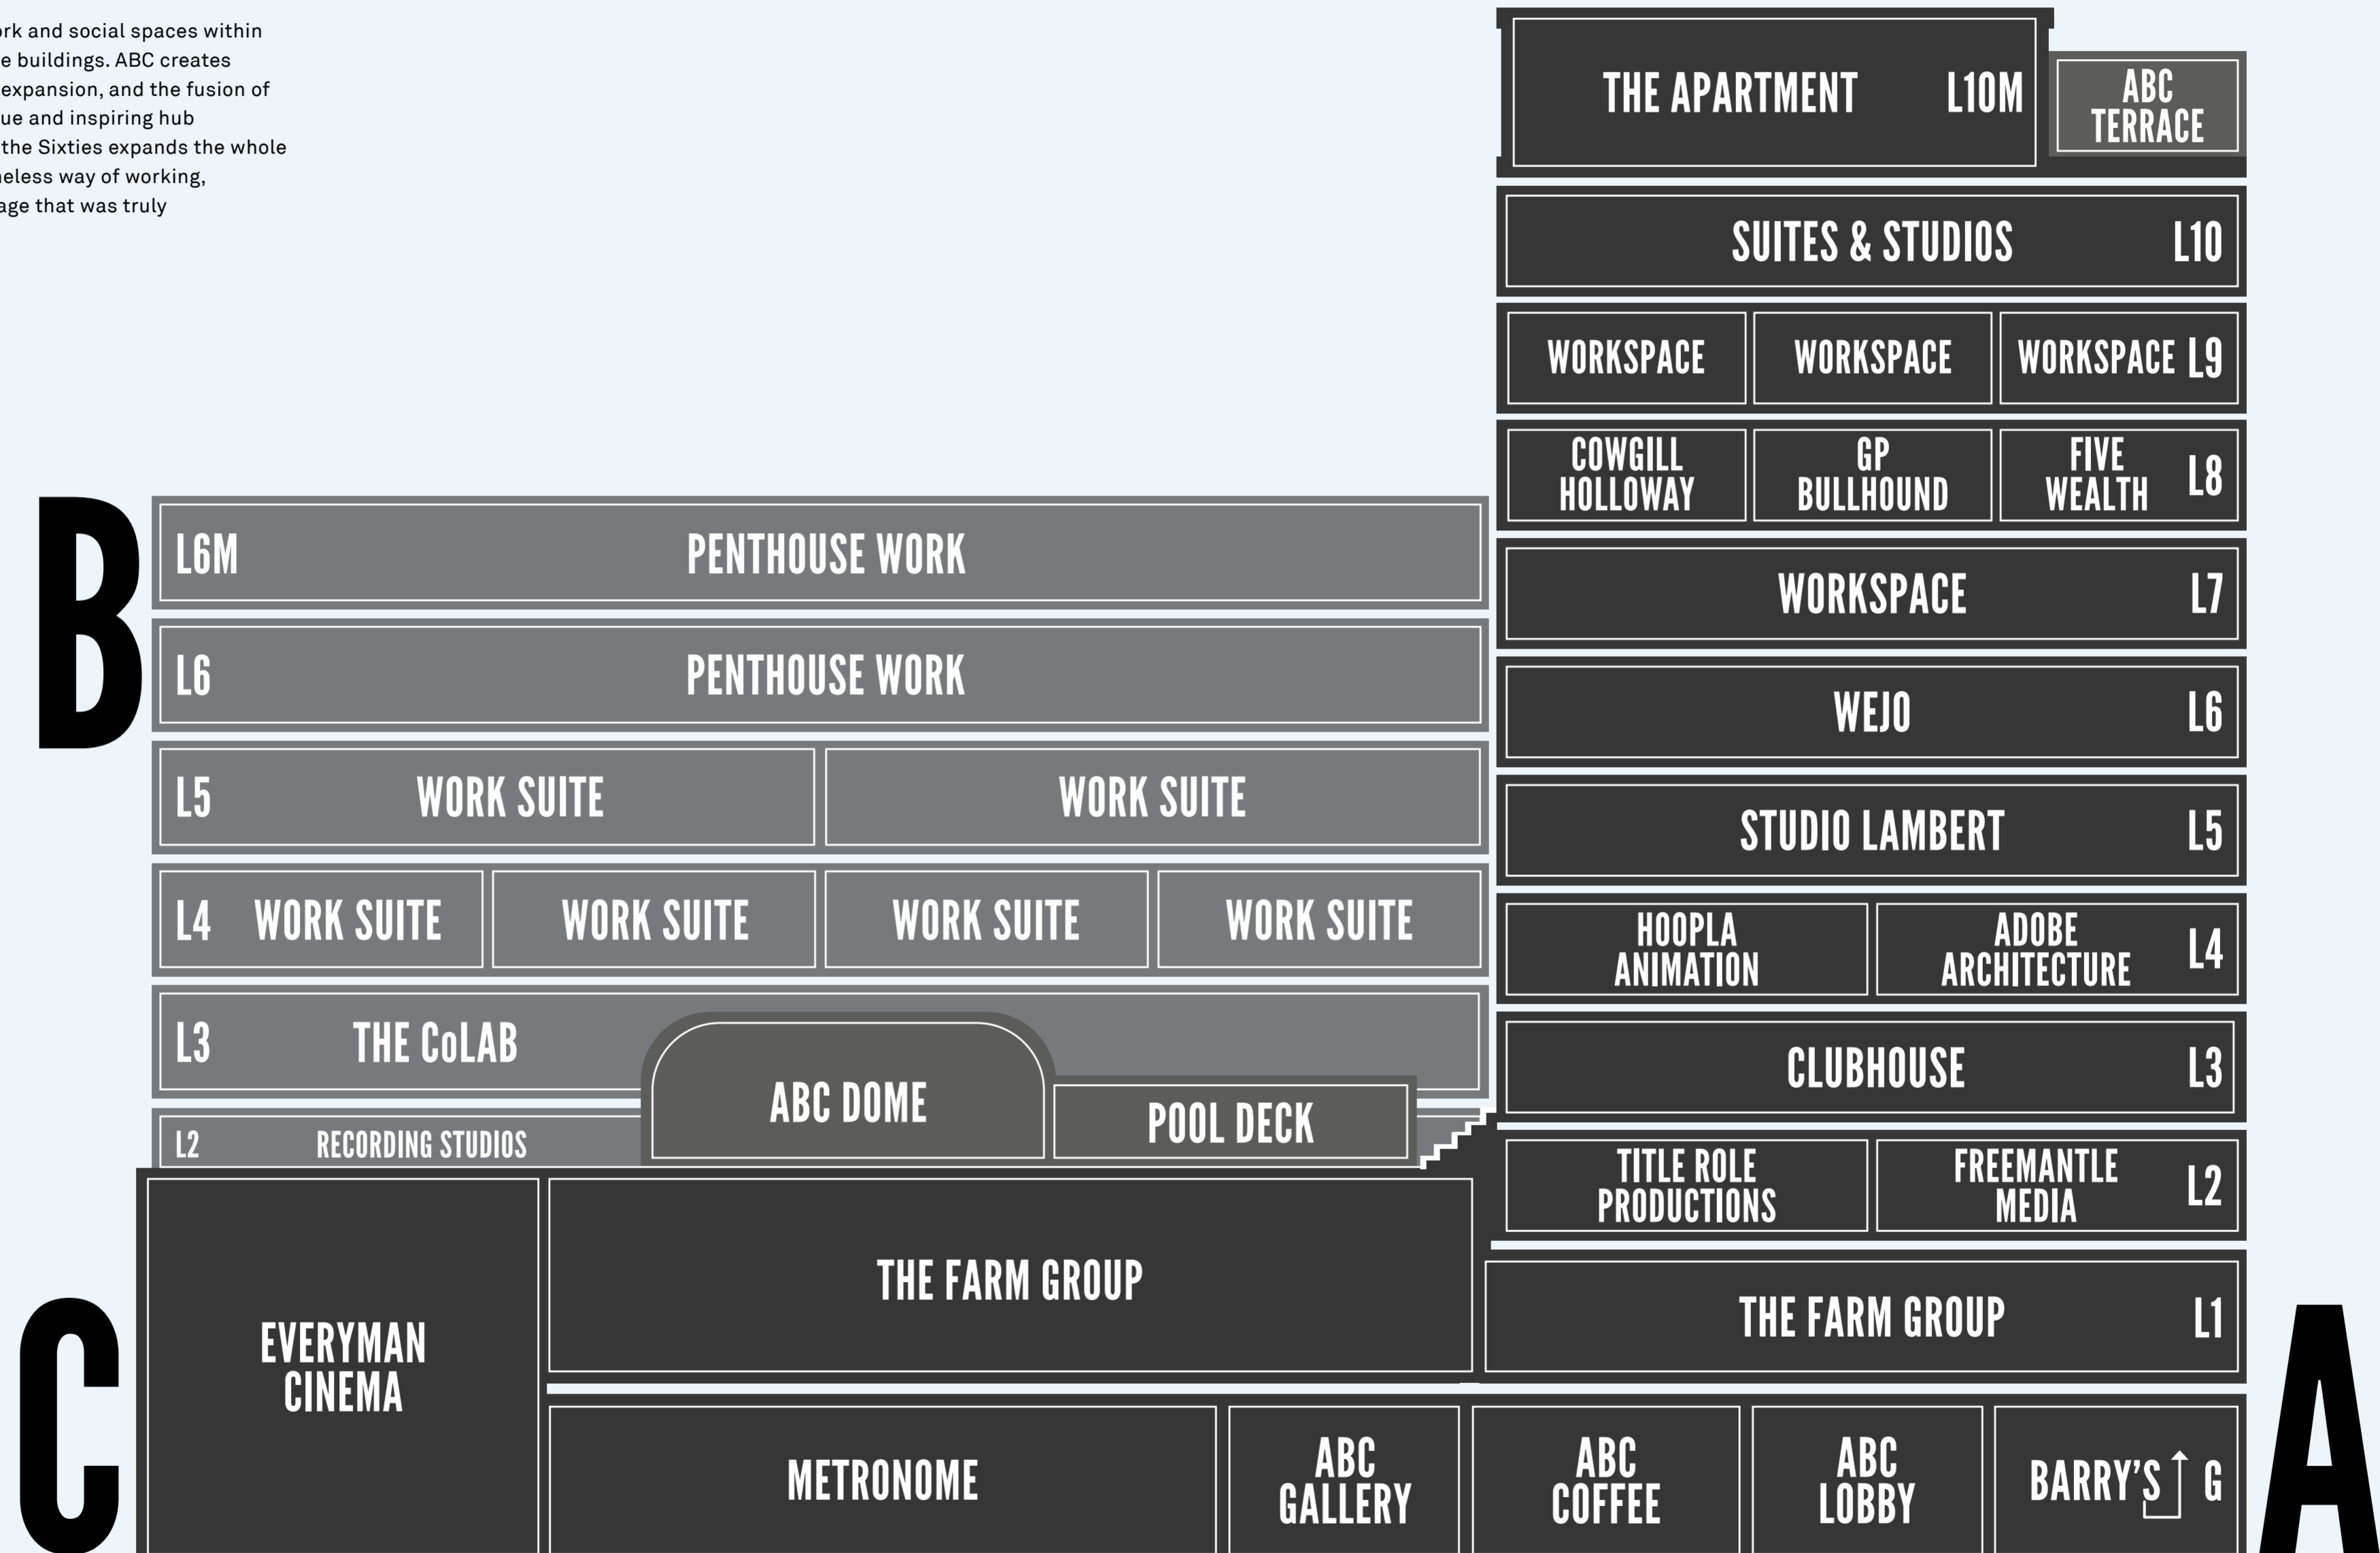 ork and social spaces within
e buildings. ABC creates
expansion, and the fusion of
ue and inspiring hub
the Sixties expands the whole
neless way of working,
age that was truly
THE APARTMENT L10M
ABC
TERRACE
SUITES & STUDIOS L10
WORKSPACE WORKSPACE WORKSPACE L9
COWGILL
HOLLOWAY
GP
BULLHOUND
FIVE
WEALTH
L8
WORKSPACE L7
WEJO L6
STUDIO LAMBERT L5
HOOPLA
ANIMATION
ADOBE
ARCHITECTURE
L4
CLUBHOUSE L3
TITLE ROLE
PRODUCTIONS
FREEMANTLE
MEDIA
L2
THE FARM GROUP L1
B
L6M PENTHOUSE WORK
L6 PENTHOUSE WORK
L5 WORK SUITE WORK SUITE
L4 WORK SUITE WORK SUITE WORK SUITE WORK SUITE
L3 THE CoLAB
ABC DOME
POOL DECK
L2 RECORDING STUDIOS
C
EVERYMAN
CINEMA
THE FARM GROUP
METRONOME
ABC
GALLERY
ABC
COFFEE
ABC
LOBBY
BARRY'S G
A